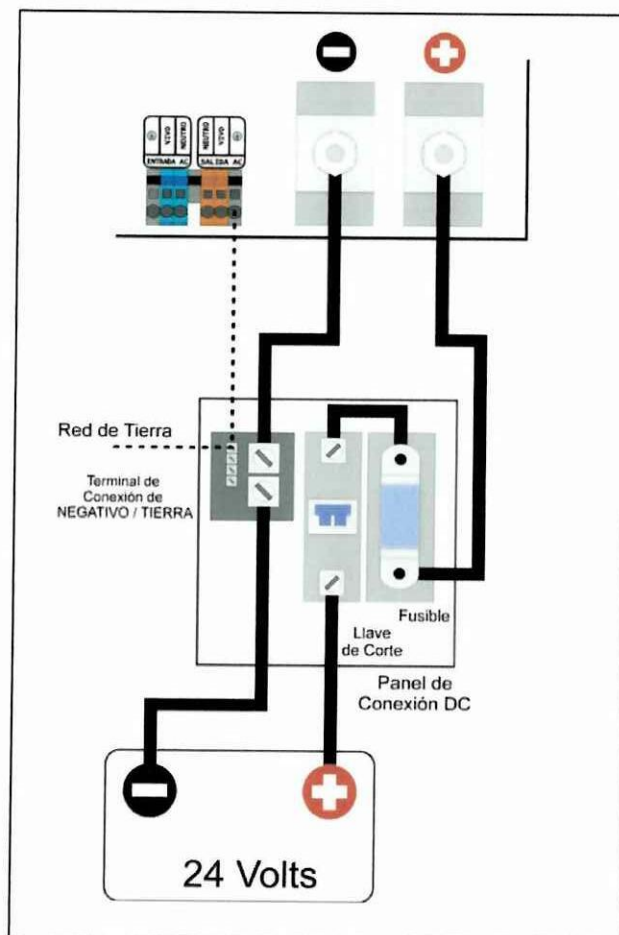 VIVO
NEUTRO
NEUTRO
VIVO
ENTRADA AC
SALIDA AC
Red de Tierra
Terminal de
Conexión de
NEGATIVO / TIERRA
Fusible
Llave
de Corte
Panel de
Conexión DC
24 Volts